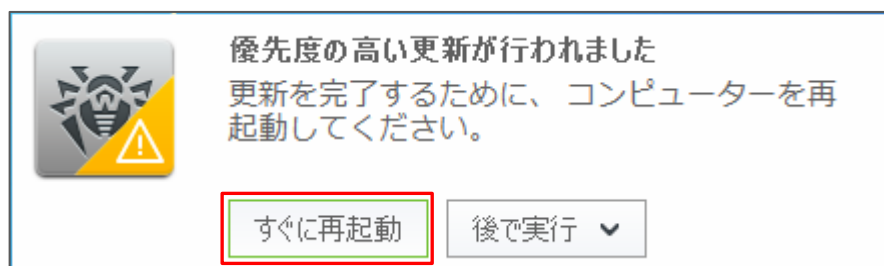 優先度の高い更新が行われました
更新を完了するために、 コンピューターを再
起動してください。
すぐに再起動
後で実行